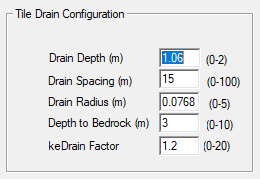 Tile Drain Configuration
Drain Depth (m) 1.06 (0-2)
Drain Spacing (m) 15 (0-100)
Drain Radius (m) 0.0768 (0-5)
Depth to Bedrock (m) 3 (0-10)
keDrain Factor 1.2 (0-20)